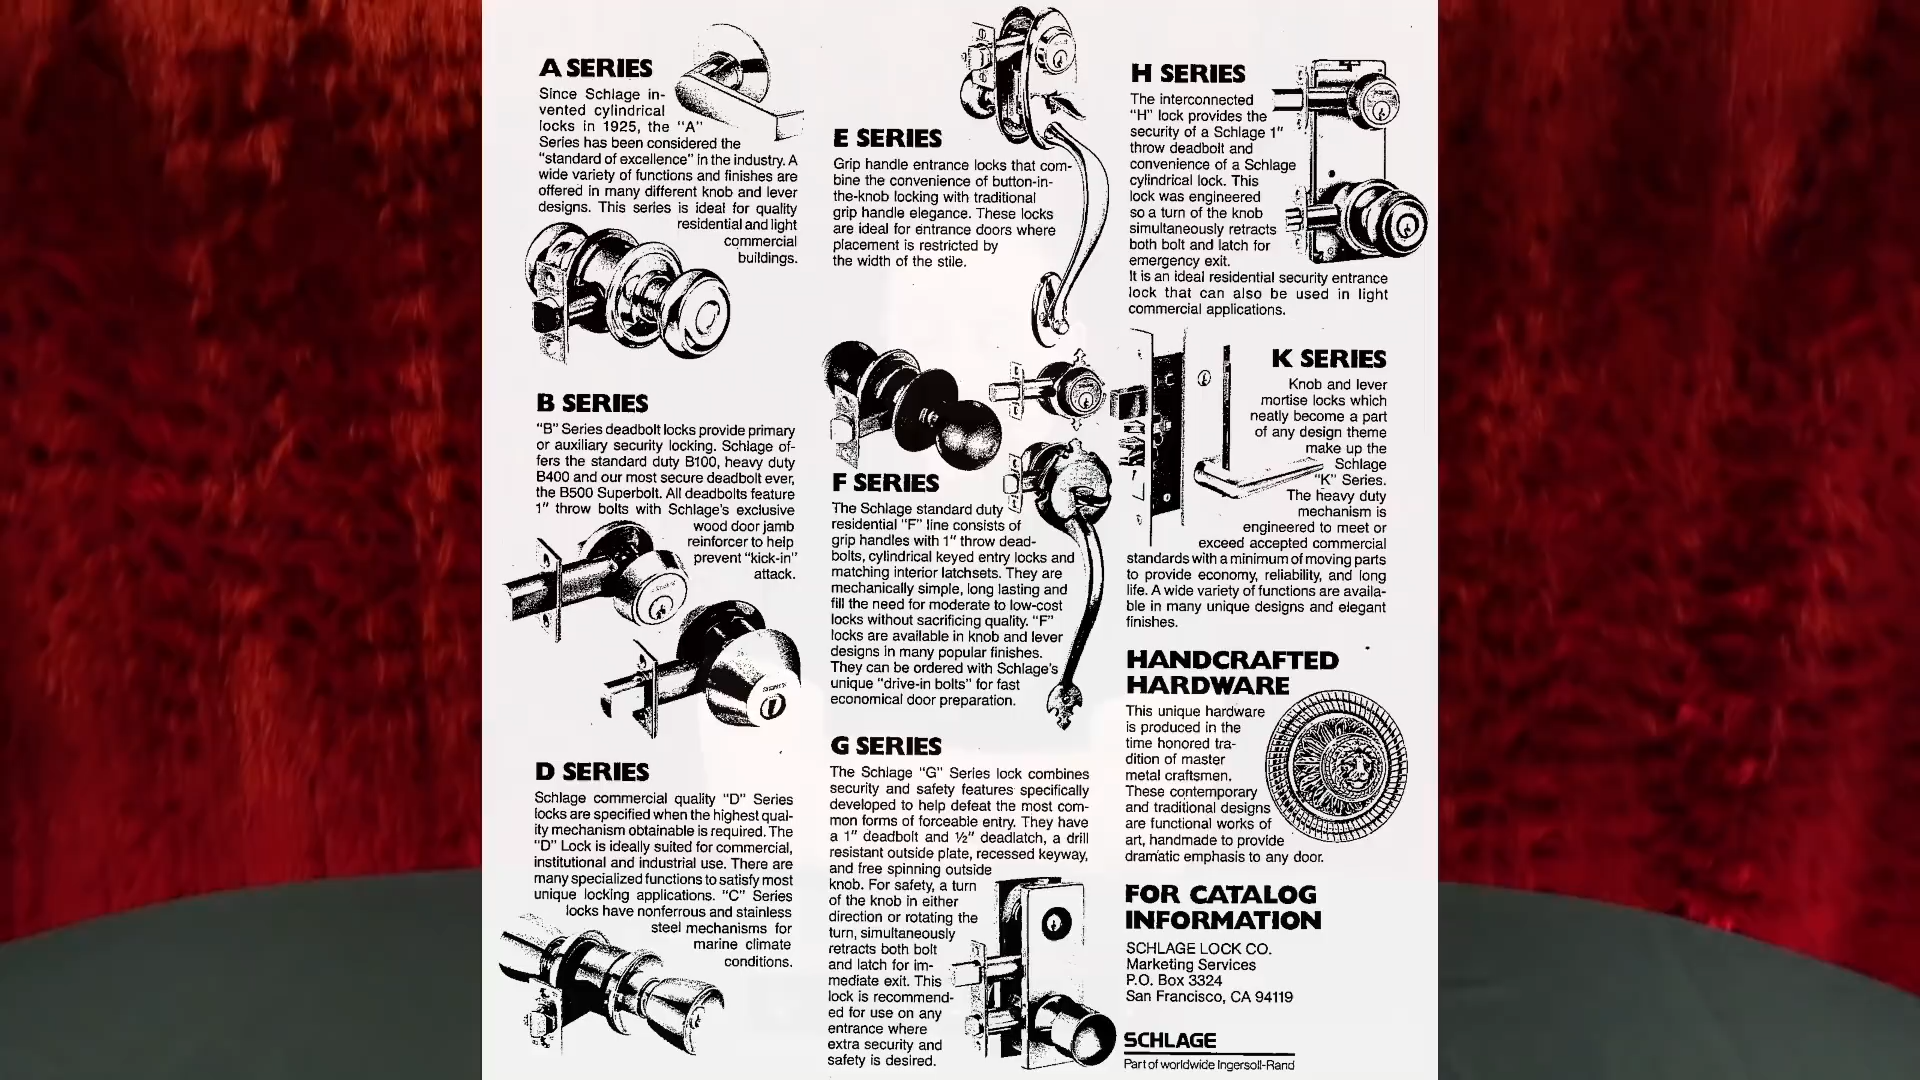 A SERIES
Since Schlage in-
vented cylindrical
locks in 1925, the "A"
Series has been considered the
"standard of excellence" in the industry. A
wide variety of functions and finishes are
offered in many different knob and lever
designs. This series is ideal for quality
residential and light
commercial
buildings.
B SERIES
"B" Series deadbolt locks provide primary
or auxiliary security locking. Schlage of-
fers the standard duty B100, heavy duty
B400 and our most secure deadbolt ever,
the B500 Superbolt. All deadbolts feature
1" throw bolts with Schlage's exclusive
wood door jamb
reinforcer to help
prevent "kick-in"
attack.
D SERIES
Schlage commercial quality "D" Series
locks are specified when the highest qual-
ity mechanism obtainable is required. The
"D" Lock is ideally suited for commercial,
institutional and industrial use. There are
many specialized functions to satisfy most
unique locking applications. "C" Series
locks have nonferrous and stainless
steel mechanisms for
marine climate
conditions.
E SERIES
Grip handle entrance locks that com-
bine the convenience of button-in-
the-knob locking with traditional
grip handle elegance. These locks
are ideal for entrance doors where
placement is restricted by
the width of the stile.
F SERIES
The Schlage standard duty
residential "F" line consists of
grip handles with 1" throw dead-
bolts, cylindrical keyed entry locks and
matching interior latchsets. They are
mechanically simple, long lasting and
fill the need for moderate to low-cost
locks without sacrificing quality. "F"
locks are available in knob and lever
designs in many popular finishes.
They can be ordered with Schlage's
unique "drive-in bolts" for fast
economical door preparation.
G SERIES
The Schlage "G" Series lock combines
security and safety features specifically
developed to help defeat the most com-
mon forms of forceable entry. They have
a 1" deadbolt and ½" deadlatch, a drill
resistant outside plate, recessed keyway,
and free spinning outside
knob. For safety, a turn
of the knob in either
direction or rotating the
turn, simultaneously
retracts both bolt
and latch for im-
mediate exit. This
lock is recommend-
ed for use on any
entrance where
extra security and
safety is desired.
H SERIES
The interconnected
"H" lock provides the
security of a Schlage 1"
throw deadbolt and
convenience of a Schlage
cylindrical lock. This
lock was engineered
so a turn of the knob
simultaneously retracts
both bolt and latch for
emergency exit.
It is an ideal residential security entrance
lock that can also be used in light
commercial applications.
K SERIES
Knob and lever
mortise locks which
neatly become a part
of any design theme
make up the
Schlage
"K" Series.
The heavy duty
mechanism is
engineered to meet or
exceed accepted commercial
standards with a minimum of moving parts
to provide economy, reliability, and long
life. A wide variety of functions are availa-
ble in many unique designs and elegant
finishes.
HANDCRAFTED
HARDWARE
This unique hardware
is produced in the
time honored tra-
dition of master
metal craftsmen.
These contemporary
and traditional designs
are functional works of
art, handmade to provide
dramatic emphasis to any door.
FOR CATALOG
INFORMATION
SCHLAGE LOCK CO.
Marketing Services
P.O. Box 3324
San Francisco, CA 94119
SCHLAGE
Part of worldwide Ingersoll-Rand